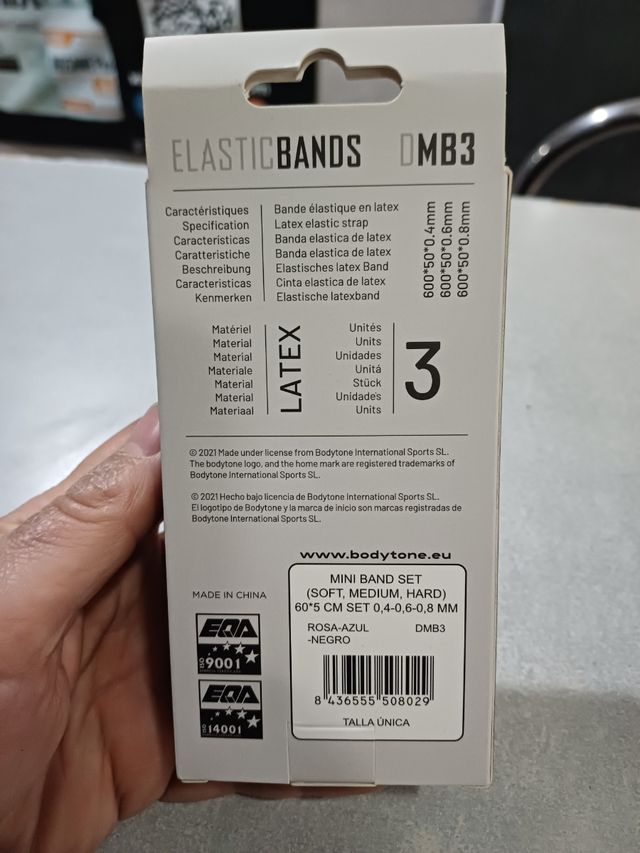 ELASTICBANDS DMB3
Caractéristiques
Specification
Caracteristicas
Caratteristiche
Beschreibung
Caracteristicas
Kenmerken
Bande élastique en latex
Latex elastic strap
Banda elastica de latex
Banda elastica de latex
Elastisches latex Band
Cinta elastica de latex
Elastische latexband
600*50*0.4mm
600*50*0.6mm
600*50*0.8mm
Matériel
Material
Material
Materiale
Material
Material
Materiaal
LATEX
Unités
Units
Unidades
Unitá
Stück
Unidades
Units
3
© 2021 Made under license from Bodytone International Sports SL.
The bodytone logo, and the home mark are registered trademarks of
Bodytone International Sports SL.
© 2021 Hecho bajo licencia de Bodytone International Sports SL.
El logotipo de Bodytone y la marca de inicio son marcas registradas de
Bodytone International Sports SL.
www.bodytone.eu
MADE IN CHINA
EQA
ISO 9001
EQA
ISO 14001
MINI BAND SET
(SOFT, MEDIUM, HARD)
60*5 CM SET 0,4-0,6-0,8 MM
ROSA-AZUL DMB3
-NEGRO
8 436555 508029
TALLA ÚNICA